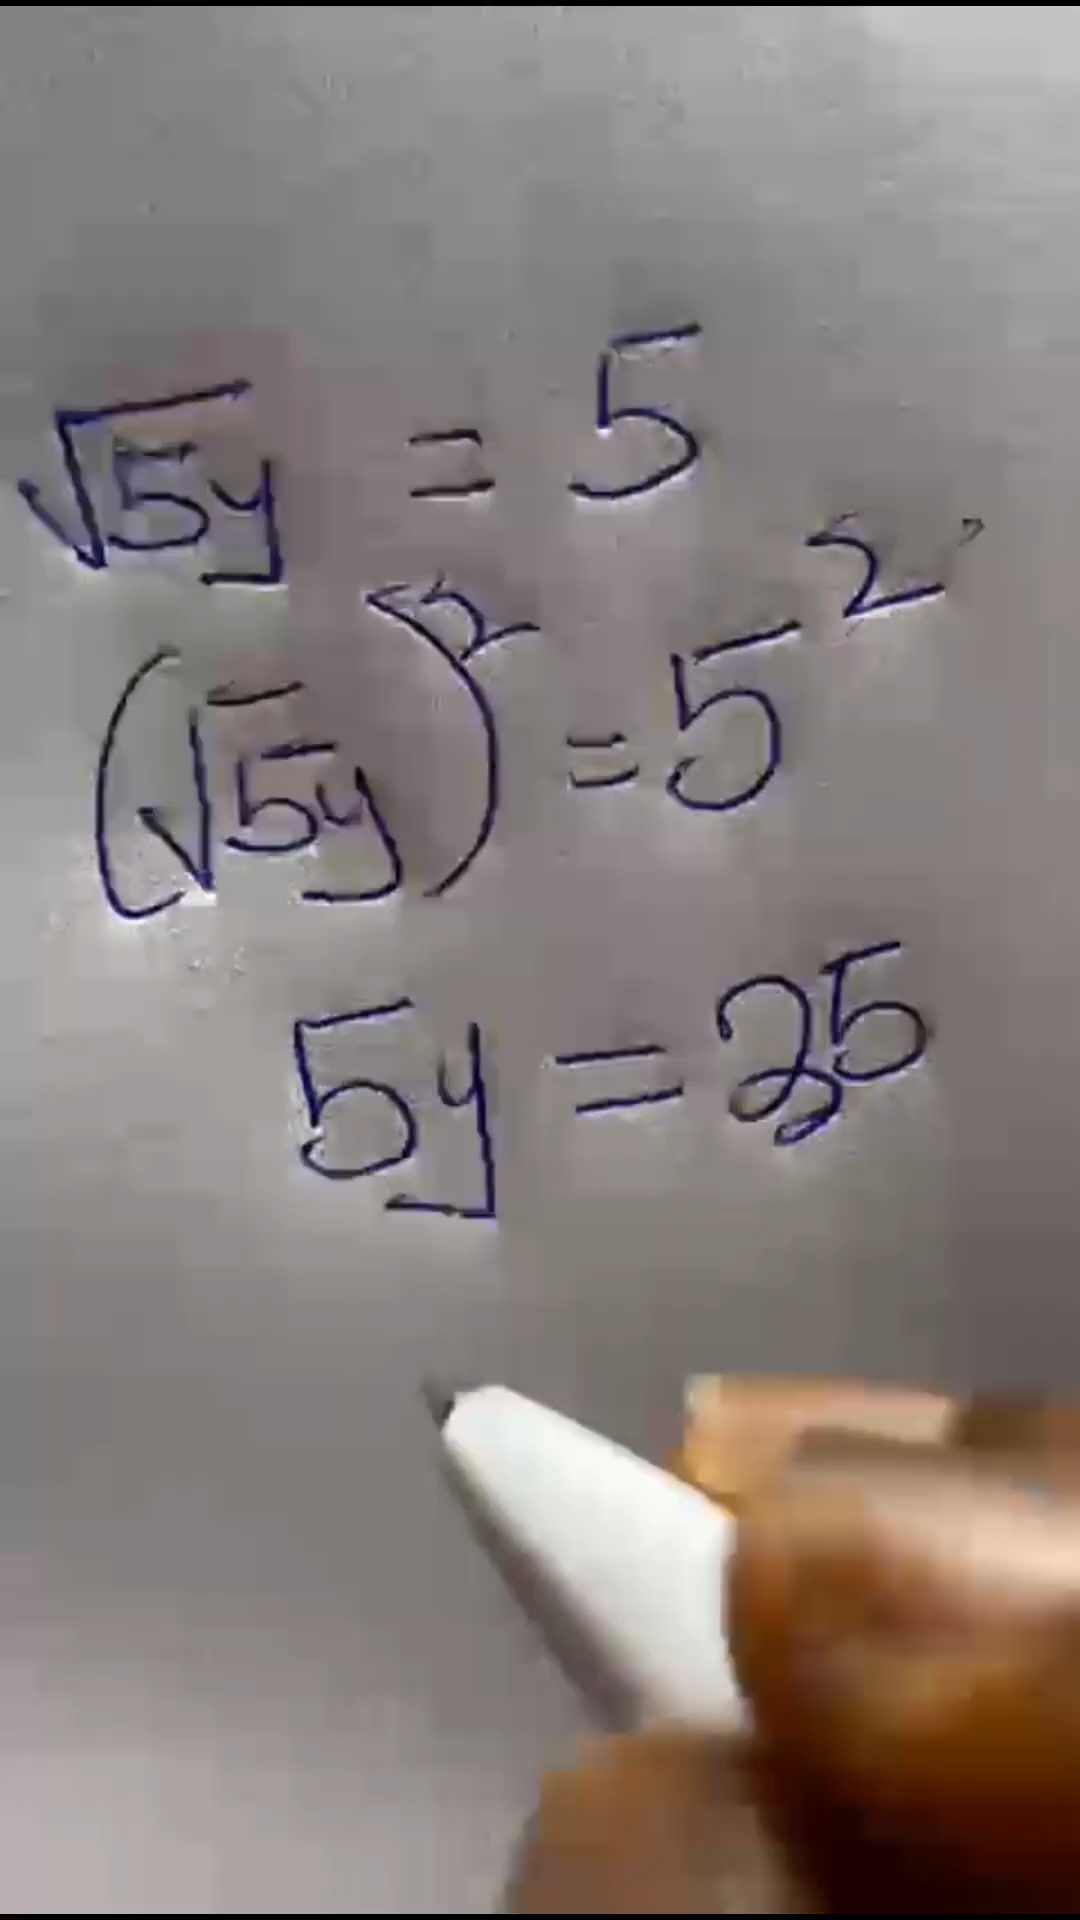 √5y = 5
(√5y)² = 5²
5y = 25